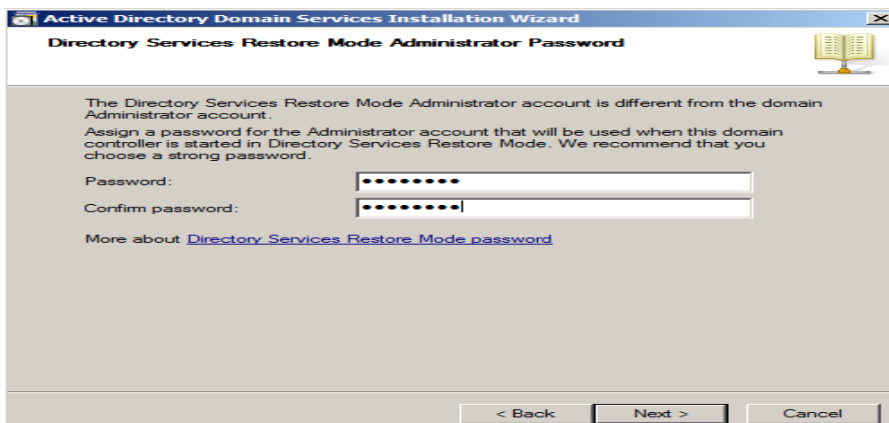 Active Directory Domain Services Installation Wizard
Directory Services Restore Mode Administrator Password
The Directory Services Restore Mode Administrator account is different from the domain
Administrator account.
Assign a password for the Administrator account that will be used when this domain
controller is started in Directory Services Restore Mode. We recommend that you
choose a strong password.
Password: ●●●●●●●●
Confirm password: ●●●●●●●●
More about Directory Services Restore Mode password
< Back Next > Cancel